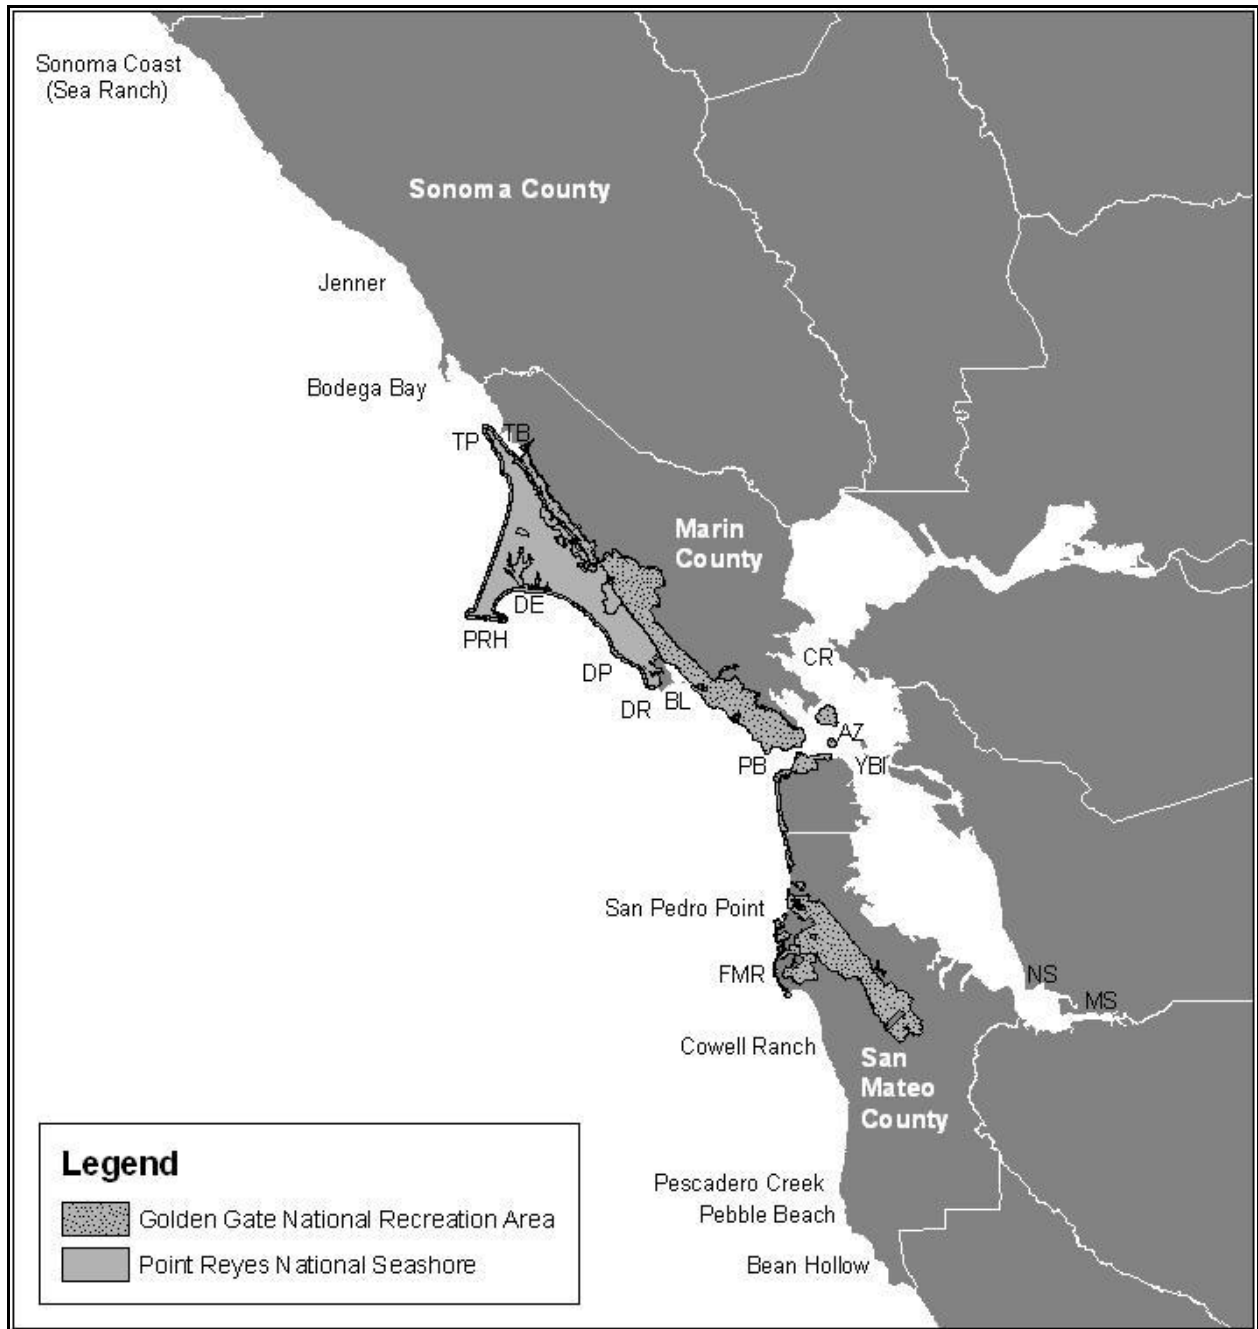 Sonoma Coast
(Sea Ranch)
Sonoma County
Jenner
Bodega Bay
TP
TB
Marin
County
DE
PRH
CR
DP
DR
BL
AZ
PB
YBI
San Pedro Point
FMR
NS
MS
Cowell Ranch
San
Mateo
County
Pescadero Creek
Pebble Beach
Bean Hollow
Legend
Golden Gate National Recreation Area
Point Reyes National Seashore